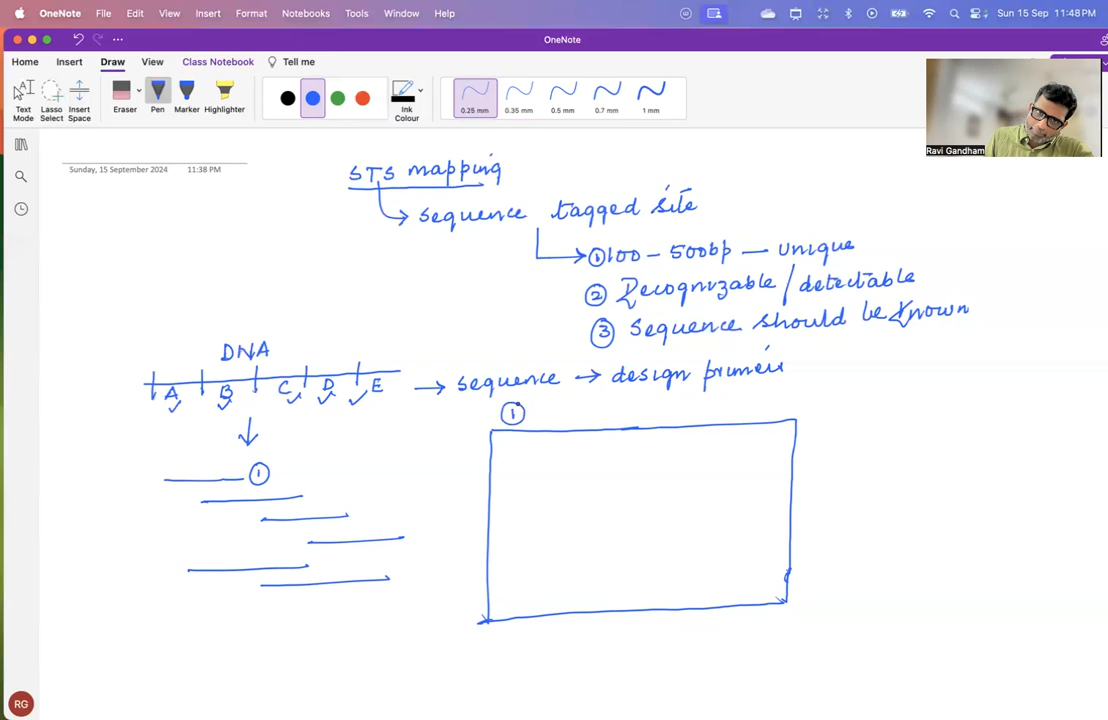 OneNote File Edit View Insert Format Notebooks Tools Window Help Sun 15 Sep 11:48 PM
OneNote
Home Insert Draw View Class Notebook Tell me
Text Mode Lasso Select Insert Space Eraser Pen Marker Highlighter Ink Colour 0.25 mm 0.35 mm 0.5 mm 0.7 mm 1 mm
Ravi Gandham
Sunday, 15 September 2024 11:38 PM
STS mapping
sequence tagged site
① 100 - 500bp — unique
② Recognizable / detectable
③ Sequence should be known
DNA
A B C D E → sequence → design primers
①
①
RG